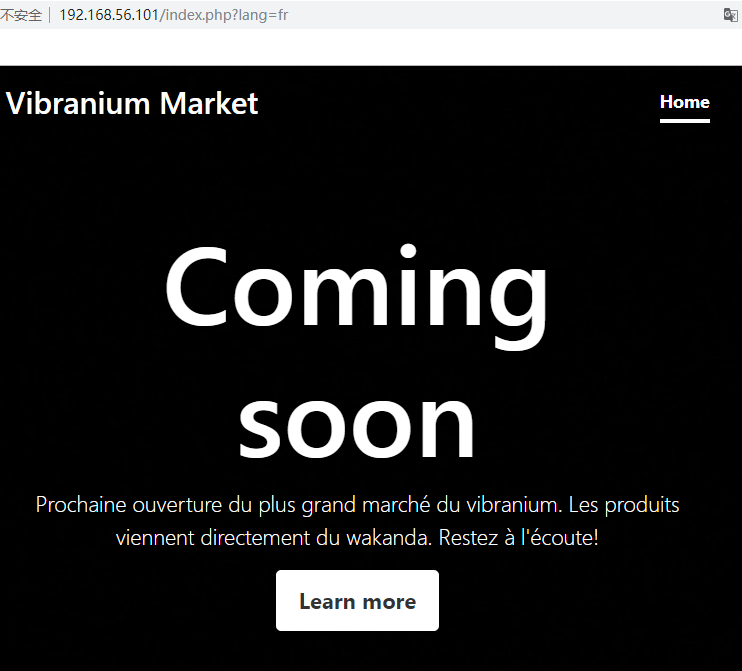 不安全 | 192.168.56.101/index.php?lang=fr
Vibranium Market
Home
Coming
soon
Prochaine ouverture du plus grand marché du vibranium. Les produits
viennent directement du wakanda. Restez à l'écoute!
Learn more